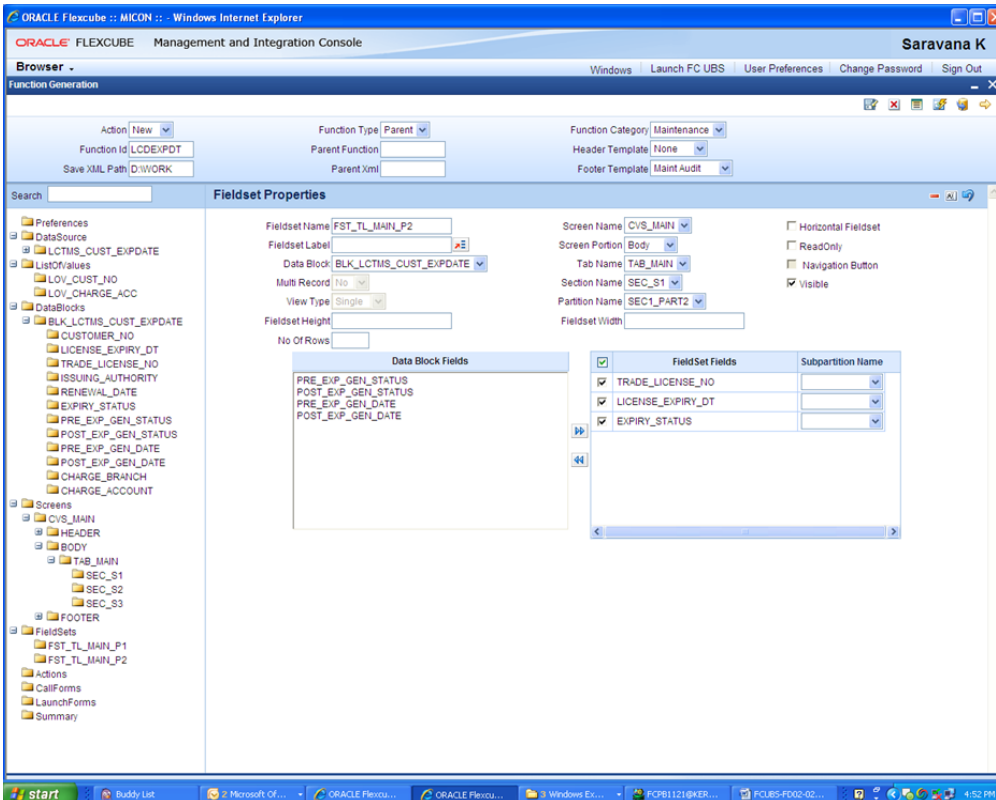 ORACLE Flexcube :: MICON :: - Windows Internet Explorer
ORACLE FLEXCUBE Management and Integration Console
Saravana K
Browser
Windows Launch FC UBS User Preferences Change Password Sign Out
Function Generation
Action New Function Type Parent Function Category Maintenance
Function Id LCDEXPDT Parent Function Header Template None
Save XML Path D:\WORK Parent Xml Footer Template Maint Audit
Search
Preferences
DataSource
LCTMS_CUST_EXPDATE
ListOfValues
LOV_CUST_NO
LOV_CHARGE_ACC
DataBlocks
BLK_LCTMS_CUST_EXPDATE
CUSTOMER_NO
LICENSE_EXPIRY_DT
TRADE_LICENSE_NO
ISSUING_AUTHORITY
RENEWAL_DATE
EXPIRY_STATUS
PRE_EXP_GEN_STATUS
POST_EXP_GEN_STATUS
PRE_EXP_GEN_DATE
POST_EXP_GEN_DATE
CHARGE_BRANCH
CHARGE_ACCOUNT
Screens
CVS_MAIN
HEADER
BODY
TAB_MAIN
SEC_S1
SEC_S2
SEC_S3
FOOTER
FieldSets
FST_TL_MAIN_P1
FST_TL_MAIN_P2
Actions
CallForms
LaunchForms
Summary
Fieldset Properties
Fieldset Name FST_TL_MAIN_P2 Screen Name CVS_MAIN Horizontal Fieldset
Fieldset Label Screen Portion Body ReadOnly
Data Block BLK_LCTMS_CUST_EXPDATE Tab Name TAB_MAIN Navigation Button
Multi Record No Section Name SEC_S1 Visible
View Type Single Partition Name SEC1_PART2
Fieldset Height Fieldset Width
No Of Rows
Data Block Fields
PRE_EXP_GEN_STATUS
POST_EXP_GEN_STATUS
PRE_EXP_GEN_DATE
POST_EXP_GEN_DATE
FieldSet Fields Subpartition Name
TRADE_LICENSE_NO
LICENSE_EXPIRY_DT
EXPIRY_STATUS
start Buddy List 2 Microsoft Of... ORACLE Flexcu... ORACLE Flexcu... 3 Windows Ex... FCPB1121@KER... FCUBS-FD02-02... 4:52 PM